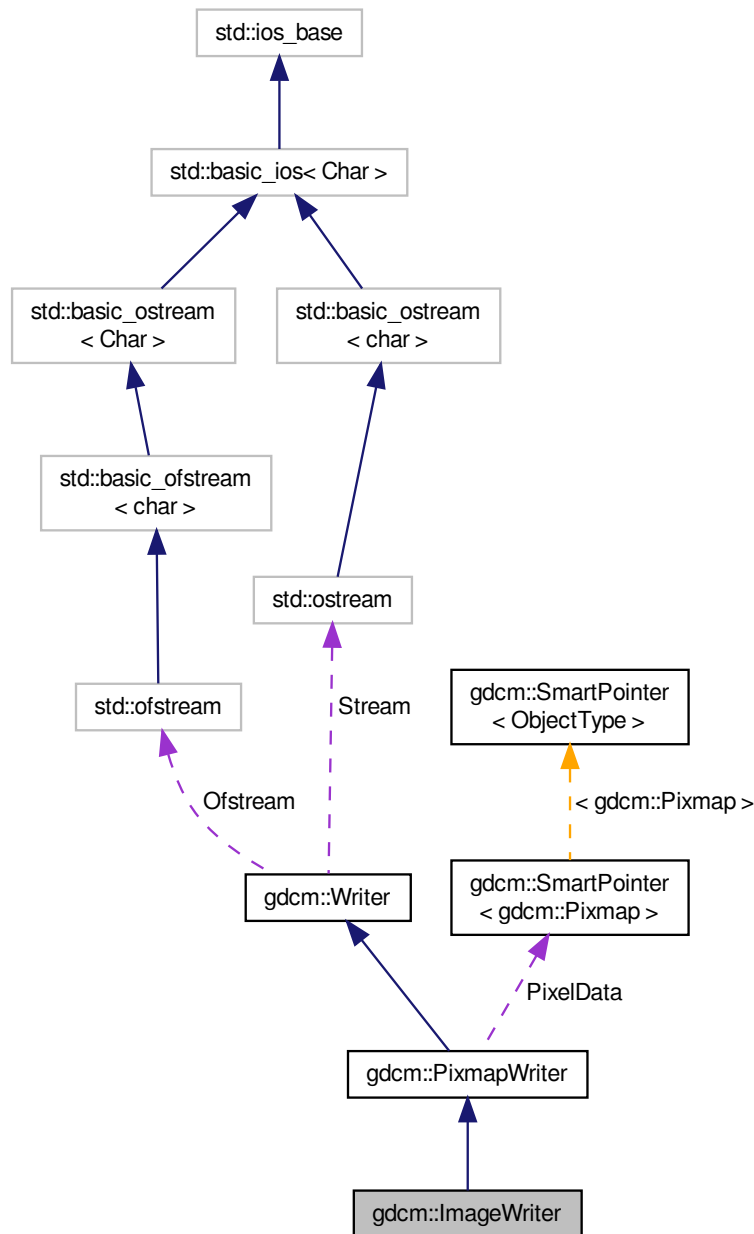 std::ios_base
std::basic_ios< Char >
std::basic_ostream
< Char >
std::basic_ostream
< char >
std::basic_ofstream
< char >
std::ostream
std::ofstream
gdcm::SmartPointer
< ObjectType >
Stream
Ofstream
< gdcm::Pixmap >
gdcm::Writer
gdcm::SmartPointer
< gdcm::Pixmap >
PixelData
gdcm::PixmapWriter
gdcm::ImageWriter